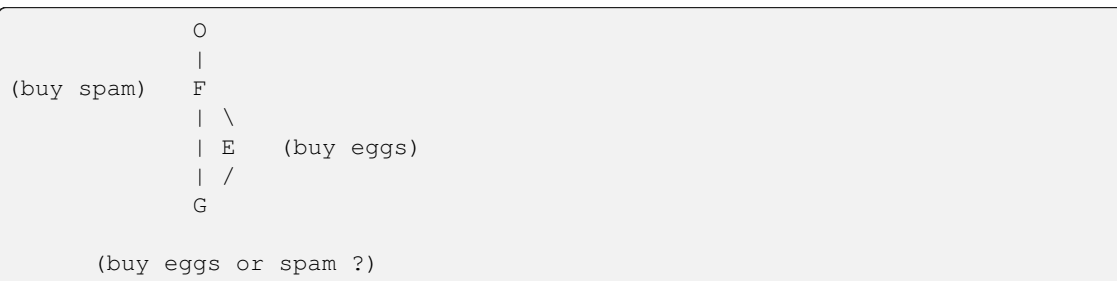 O
|
(buy spam) F
| \
| E (buy eggs)
| /
G
(buy eggs or spam ?)